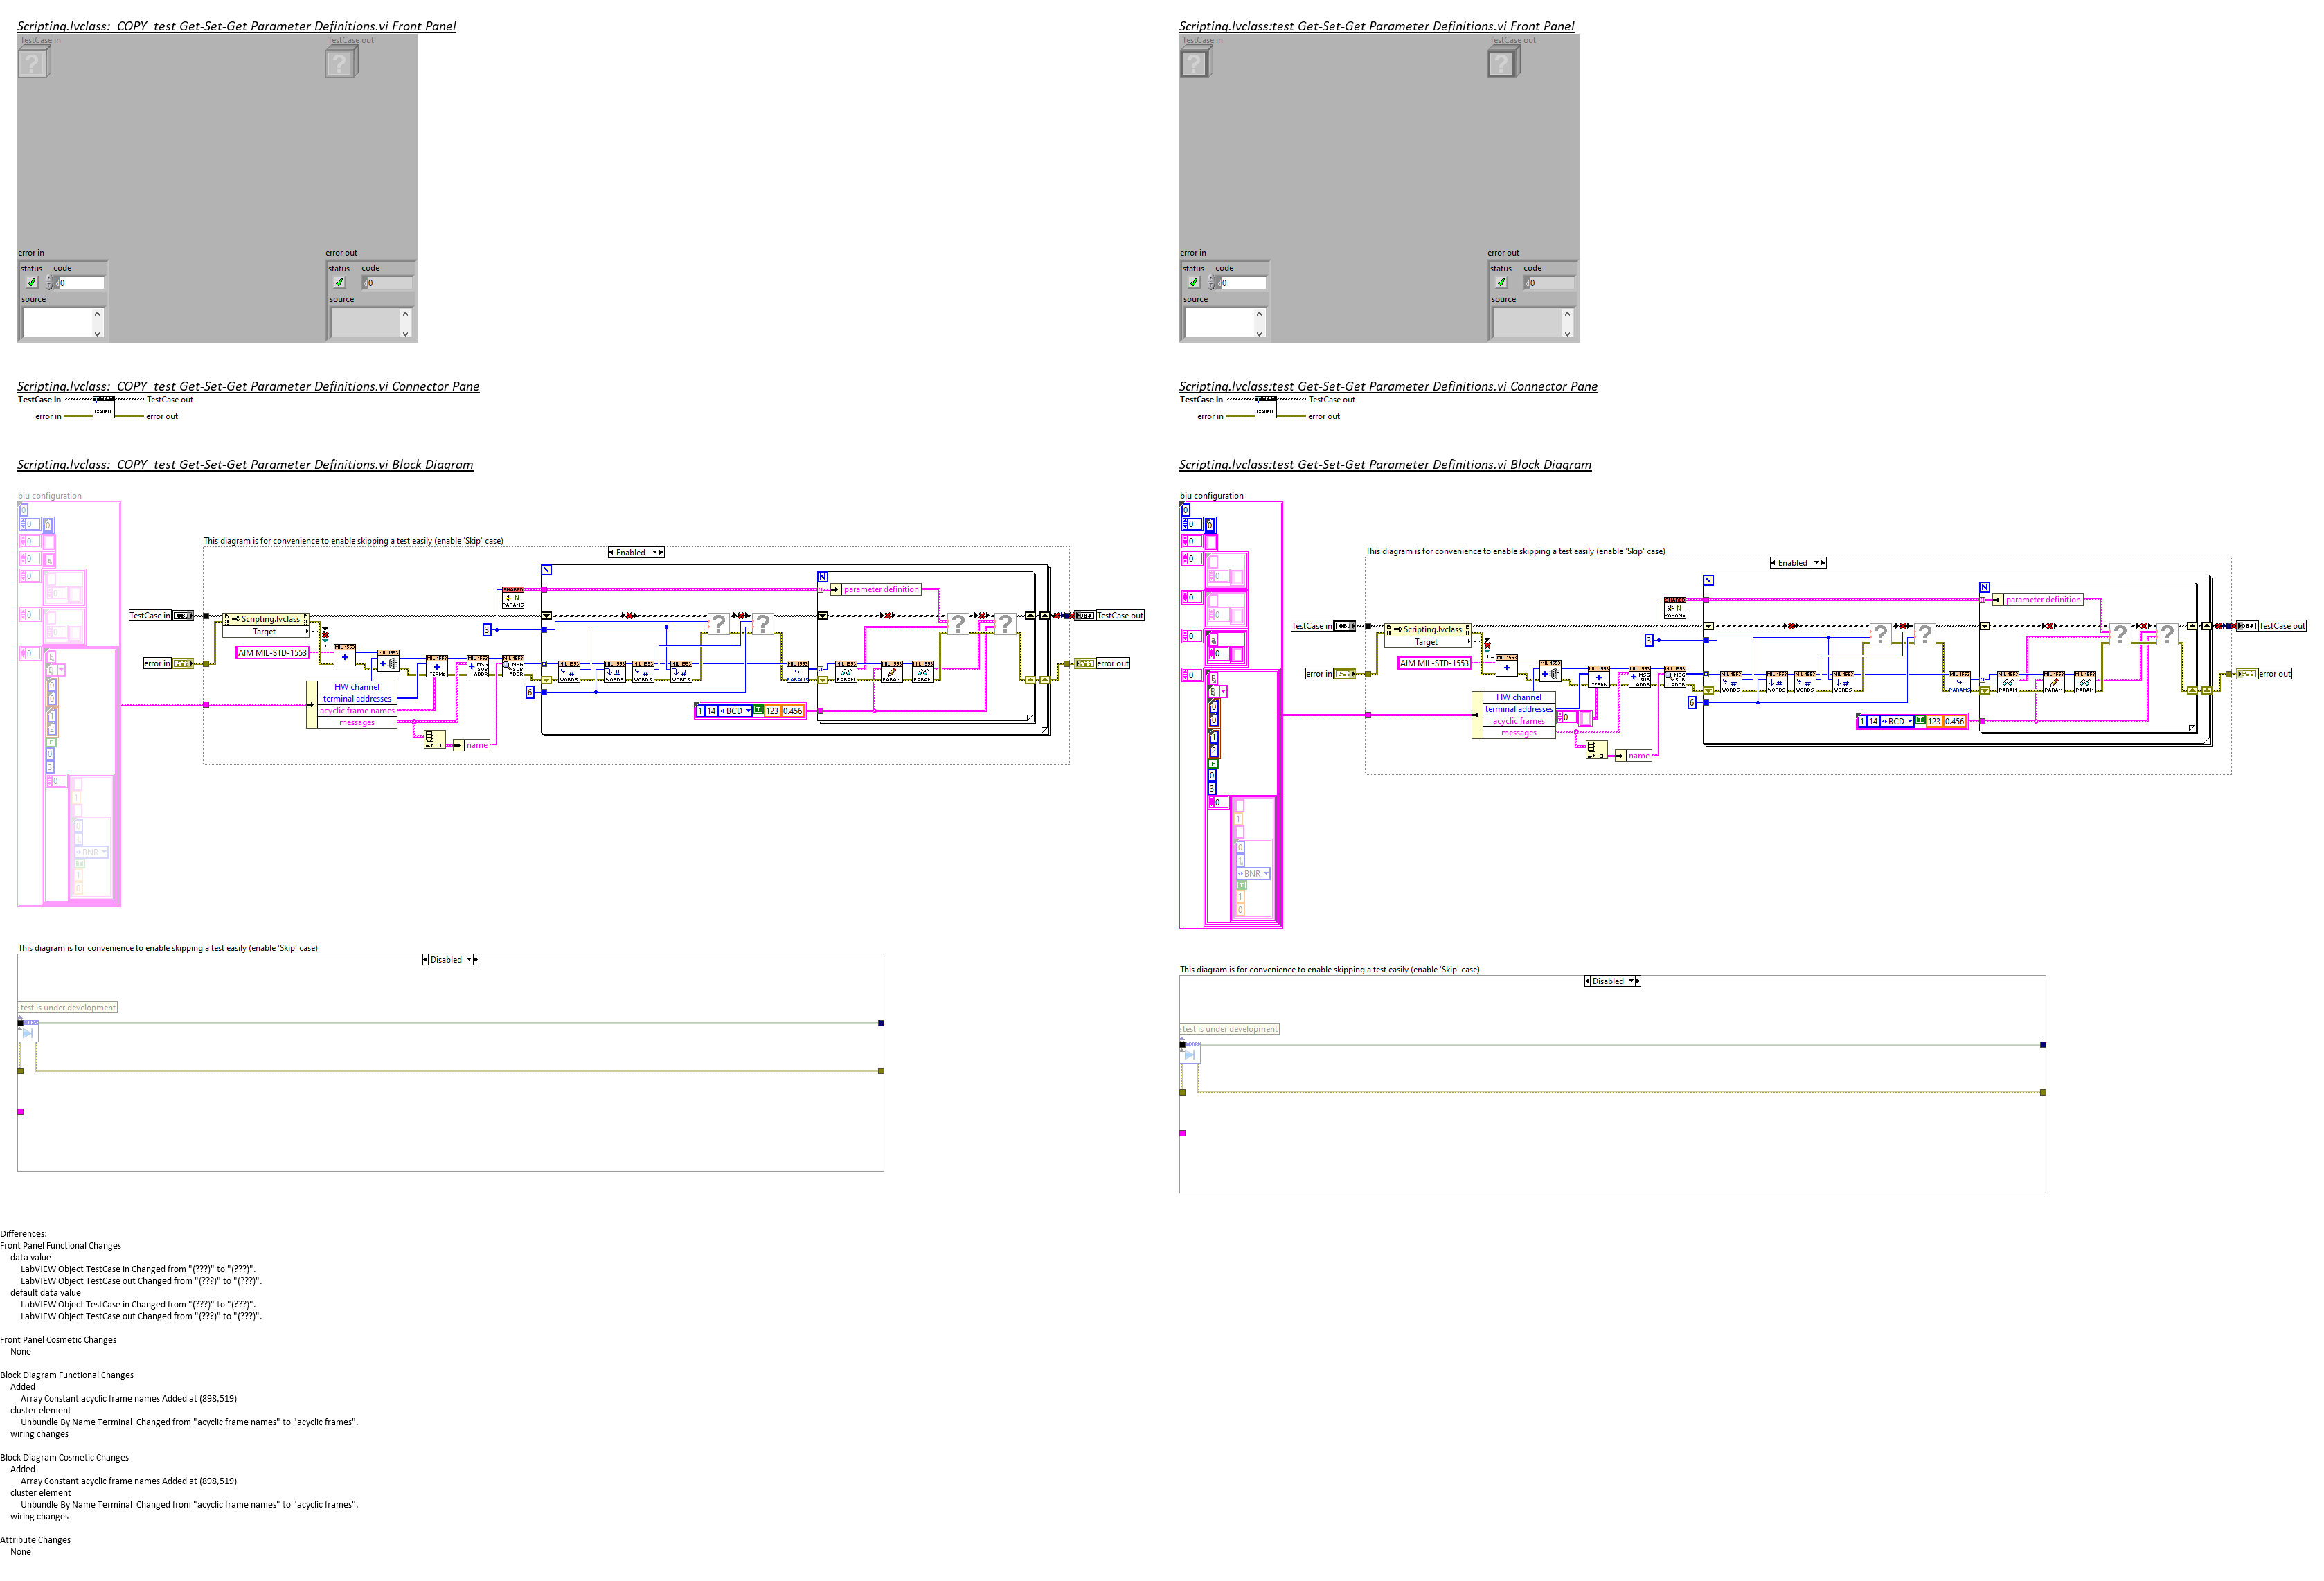 Scripting.lvclass:  COPY  test Get-Set-Get Parameter Definitions.vi Front Panel
TestCase in
TestCase out
error in
status
code
0
source
error out
status
code
0
source
Scripting.lvclass:  COPY  test Get-Set-Get Parameter Definitions.vi Connector Pane
TestCase in
TestCase out
TEST
EXAMPLE
error in
error out
Scripting.lvclass:  COPY  test Get-Set-Get Parameter Definitions.vi Block Diagram
biu configuration
This diagram is for convenience to enable skipping a test easily (enable 'Skip' case)
Enabled
TestCase in
Scripting.lvclass
Target
AIM MIL-STD-1553
error in
HW channel
terminal addresses
acyclic frame names
messages
name
3
6
parameter definition
1 14 BCD T 123 0.456
TestCase out
error out
BNR
This diagram is for convenience to enable skipping a test easily (enable 'Skip' case)
Disabled
test is under development
Scripting.lvclass:test Get-Set-Get Parameter Definitions.vi Front Panel
TestCase in
TestCase out
error in
status
code
0
source
error out
status
code
0
source
Scripting.lvclass:test Get-Set-Get Parameter Definitions.vi Connector Pane
TestCase in
TestCase out
TEST
EXAMPLE
error in
error out
Scripting.lvclass:test Get-Set-Get Parameter Definitions.vi Block Diagram
biu configuration
This diagram is for convenience to enable skipping a test easily (enable 'Skip' case)
Enabled
TestCase in
Scripting.lvclass
Target
AIM MIL-STD-1553
error in
HW channel
terminal addresses
acyclic frames
messages
name
3
6
parameter definition
1 14 BCD T 123 0.456
TestCase out
error out
BNR
This diagram is for convenience to enable skipping a test easily (enable 'Skip' case)
Disabled
test is under development
Differences:
Front Panel Functional Changes
data value
LabVIEW Object TestCase in Changed from "(???)" to "(???)".
LabVIEW Object TestCase out Changed from "(???)" to "(???)".
default data value
LabVIEW Object TestCase in Changed from "(???)" to "(???)".
LabVIEW Object TestCase out Changed from "(???)" to "(???)".
Front Panel Cosmetic Changes
None
Block Diagram Functional Changes
Added
Array Constant acyclic frame names Added at (898,519)
cluster element
Unbundle By Name Terminal  Changed from "acyclic frame names" to "acyclic frames".
wiring changes
Block Diagram Cosmetic Changes
Added
Array Constant acyclic frame names Added at (898,519)
cluster element
Unbundle By Name Terminal  Changed from "acyclic frame names" to "acyclic frames".
wiring changes
Attribute Changes
None